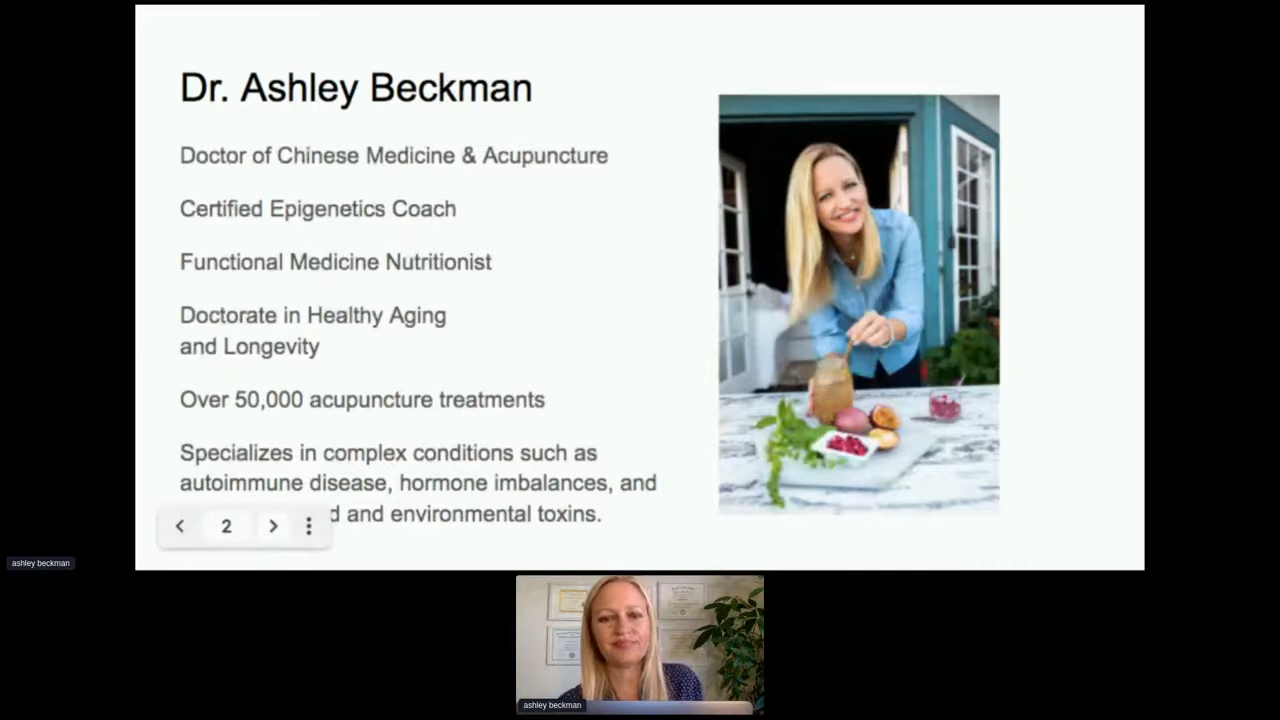 Dr. Ashley Beckman
Doctor of Chinese Medicine & Acupuncture
Certified Epigenetics Coach
Functional Medicine Nutritionist
Doctorate in Healthy Aging
and Longevity
Over 50,000 acupuncture treatments
Specializes in complex conditions such as
autoimmune disease, hormone imbalances, and
d and environmental toxins.
2
ashley beckman
ashley beckman